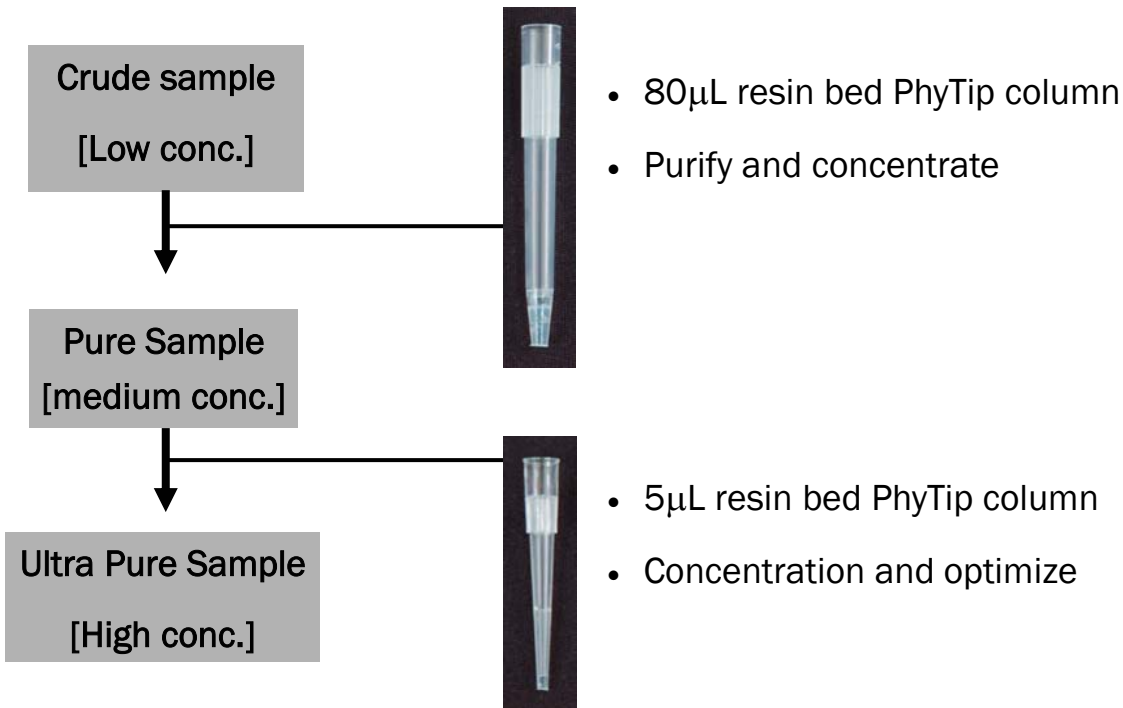 Crude sample
[Low conc.]
• 80μL resin bed PhyTip column
• Purify and concentrate
Pure Sample
[medium conc.]
Ultra Pure Sample
[High conc.]
• 5μL resin bed PhyTip column
• Concentration and optimize